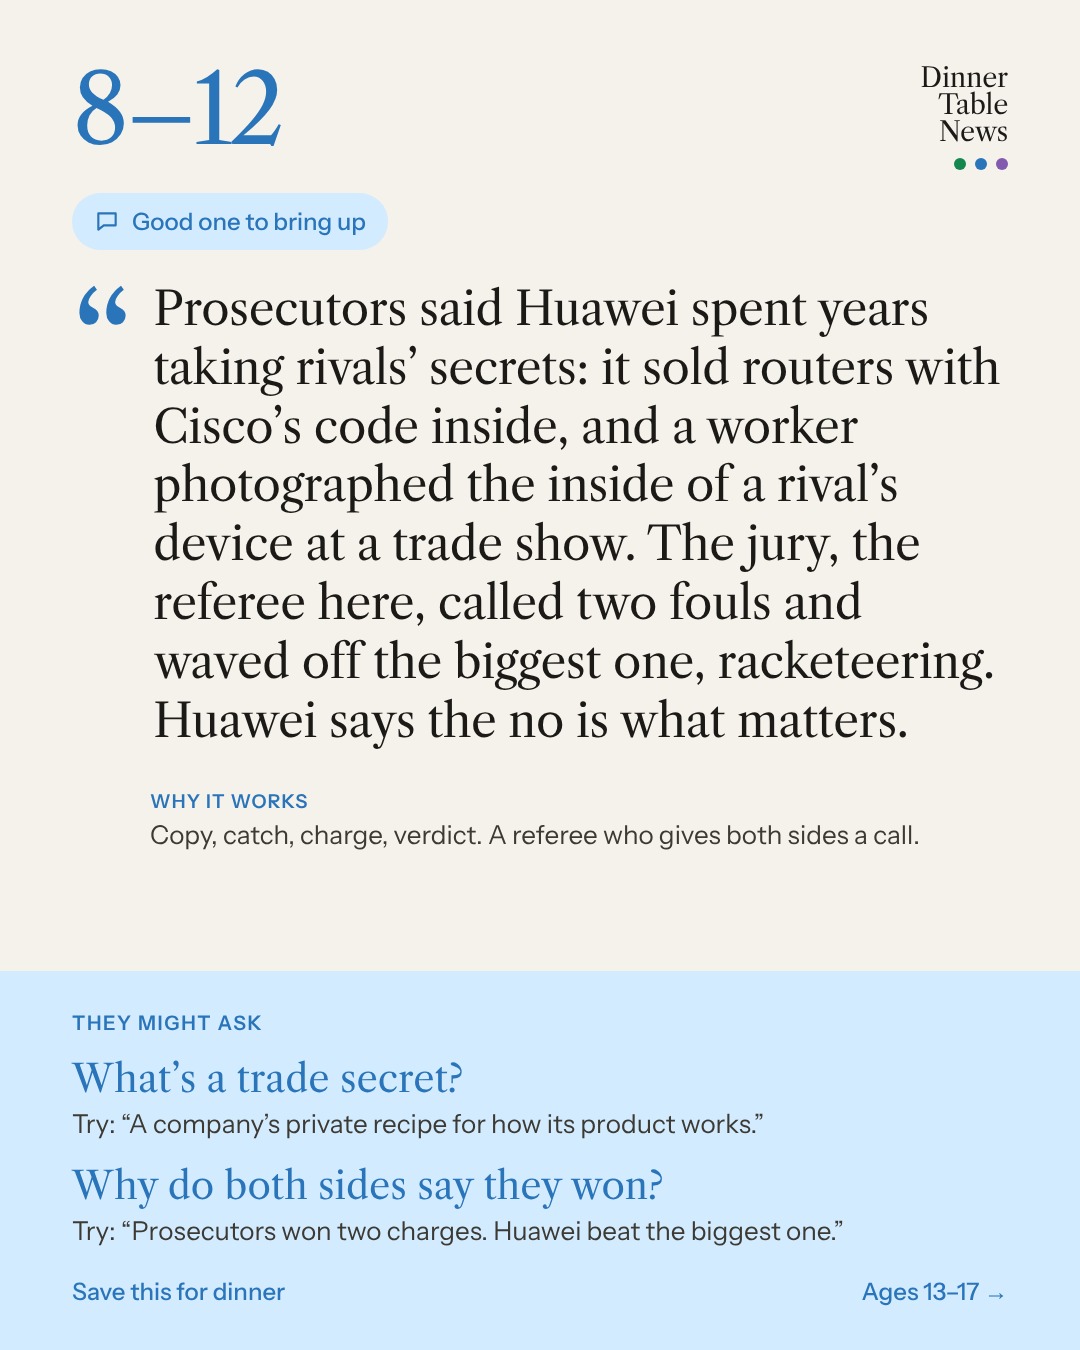 8–12
Dinner
Table
News
Good one to bring up
“Prosecutors said Huawei spent years
taking rivals’ secrets: it sold routers with
Cisco’s code inside, and a worker
photographed the inside of a rival’s
device at a trade show. The jury, the
referee here, called two fouls and
waved off the biggest one, racketeering.
Huawei says the no is what matters.
WHY IT WORKS
Copy, catch, charge, verdict. A referee who gives both sides a call.
THEY MIGHT ASK
What’s a trade secret?
Try: “A company’s private recipe for how its product works.”
Why do both sides say they won?
Try: “Prosecutors won two charges. Huawei beat the biggest one.”
Save this for dinner
Ages 13–17 →